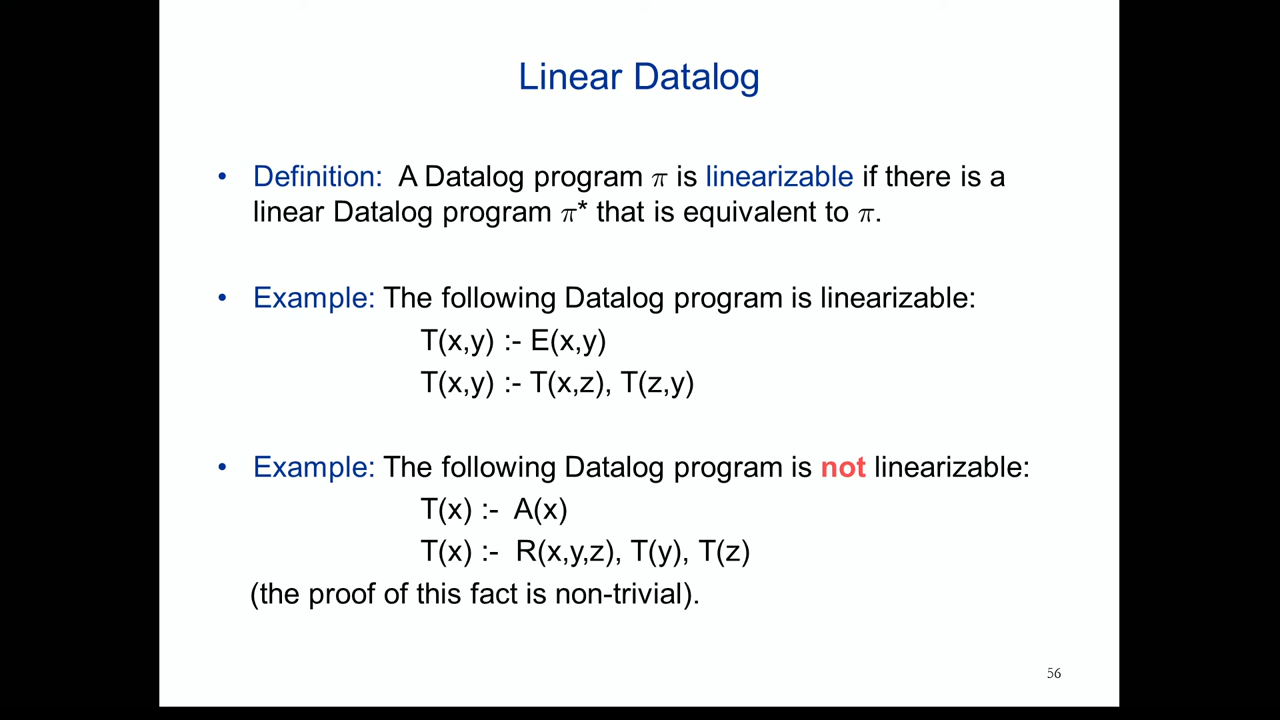 Linear Datalog
• Definition: A Datalog program π is linearizable if there is a
linear Datalog program π* that is equivalent to π.
• Example: The following Datalog program is linearizable:
T(x,y) :- E(x,y)
T(x,y) :- T(x,z), T(z,y)
• Example: The following Datalog program is not linearizable:
T(x) :- A(x)
T(x) :- R(x,y,z), T(y), T(z)
(the proof of this fact is non-trivial).
56